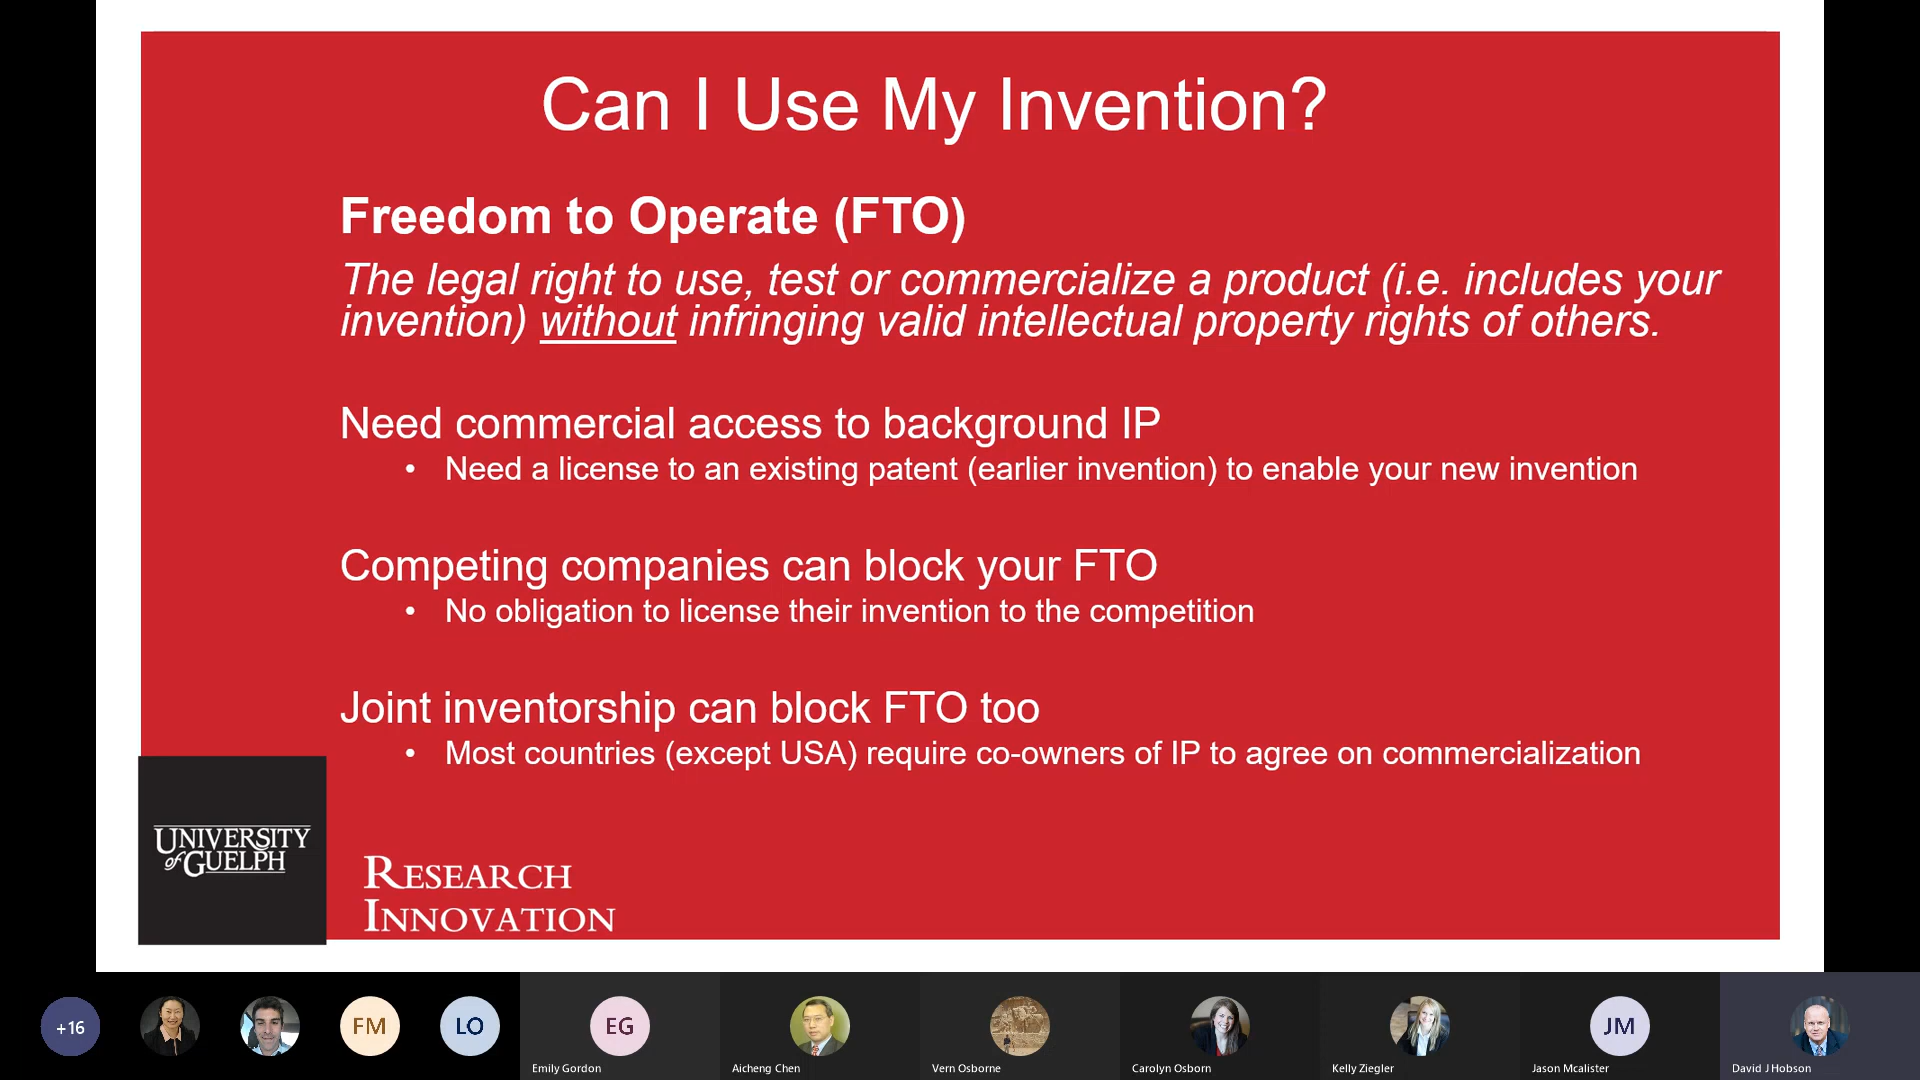 Can I Use My Invention?
Freedom to Operate (FTO)
The legal right to use, test or commercialize a product (i.e. includes your
invention) without infringing valid intellectual property rights of others.
Need commercial access to background IP
• Need a license to an existing patent (earlier invention) to enable your new invention
Competing companies can block your FTO
• No obligation to license their invention to the competition
Joint inventorship can block FTO too
• Most countries (except USA) require co-owners of IP to agree on commercialization
UNIVERSITY
of GUELPH
RESEARCH
INNOVATION
+16
FM
LO
EG
JM
Emily Gordon
Aicheng Chen
Vern Osborne
Carolyn Osborn
Kelly Ziegler
Jason Mcalister
David J Hobson